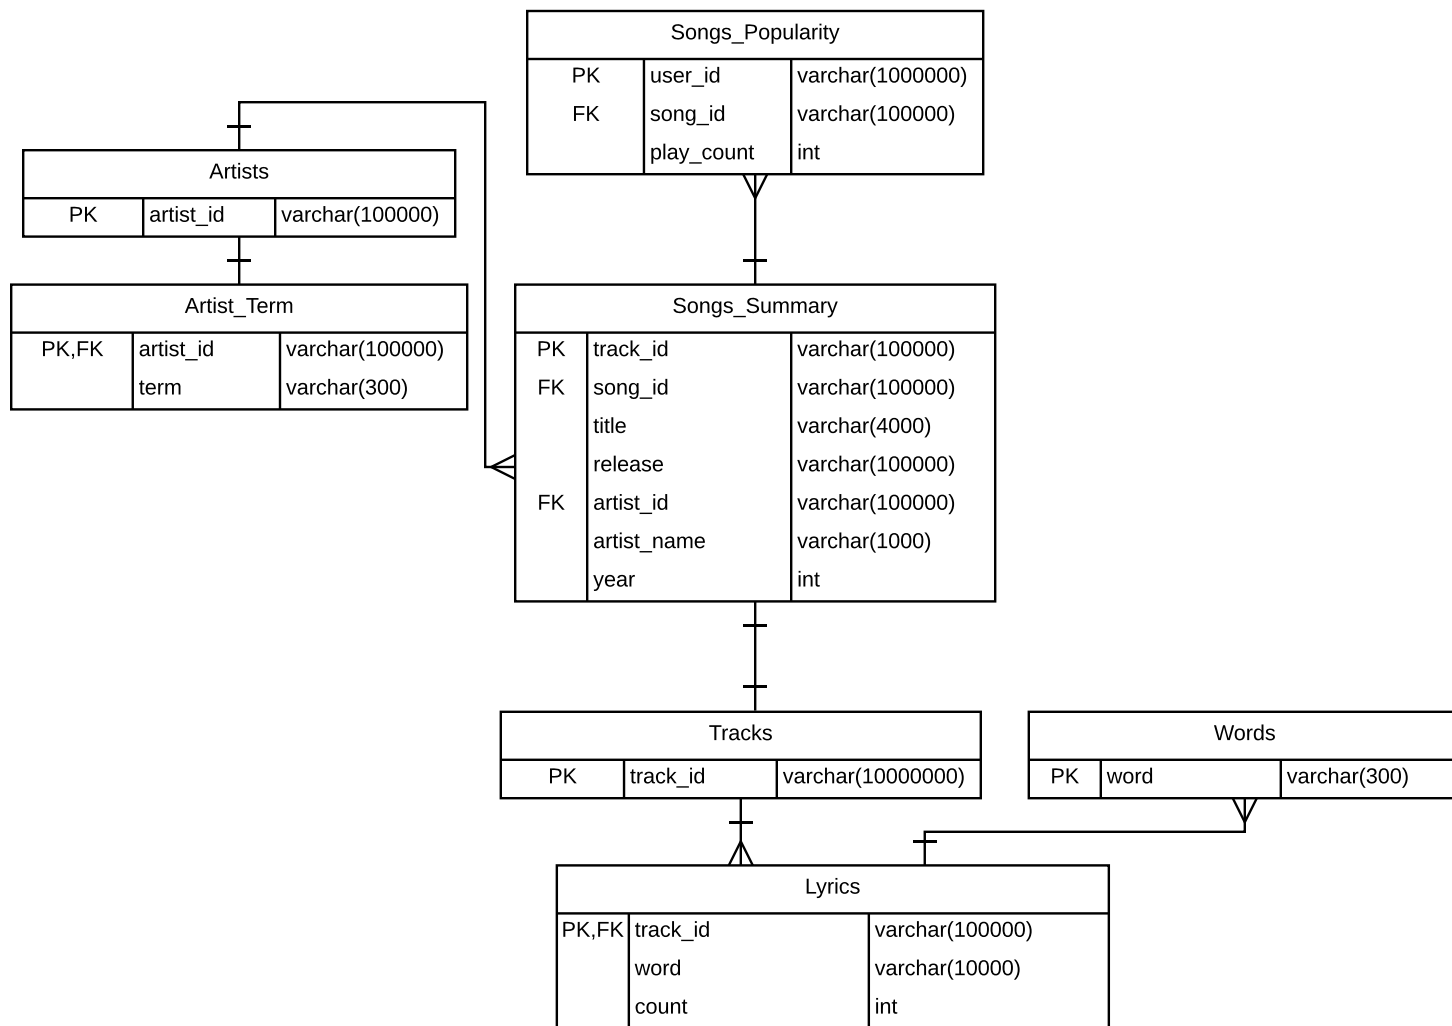 Songs_Popularity
PK user_id varchar(1000000)
FK song_id varchar(100000)
play_count int
Artists
PK artist_id varchar(100000)
Artist_Term
PK,FK artist_id varchar(100000)
term varchar(300)
Songs_Summary
PK track_id varchar(100000)
FK song_id varchar(100000)
title varchar(4000)
release varchar(100000)
FK artist_id varchar(100000)
artist_name varchar(1000)
year int
Tracks
PK track_id varchar(10000000)
Words
PK word varchar(300)
Lyrics
PK,FK track_id varchar(100000)
word varchar(10000)
count int